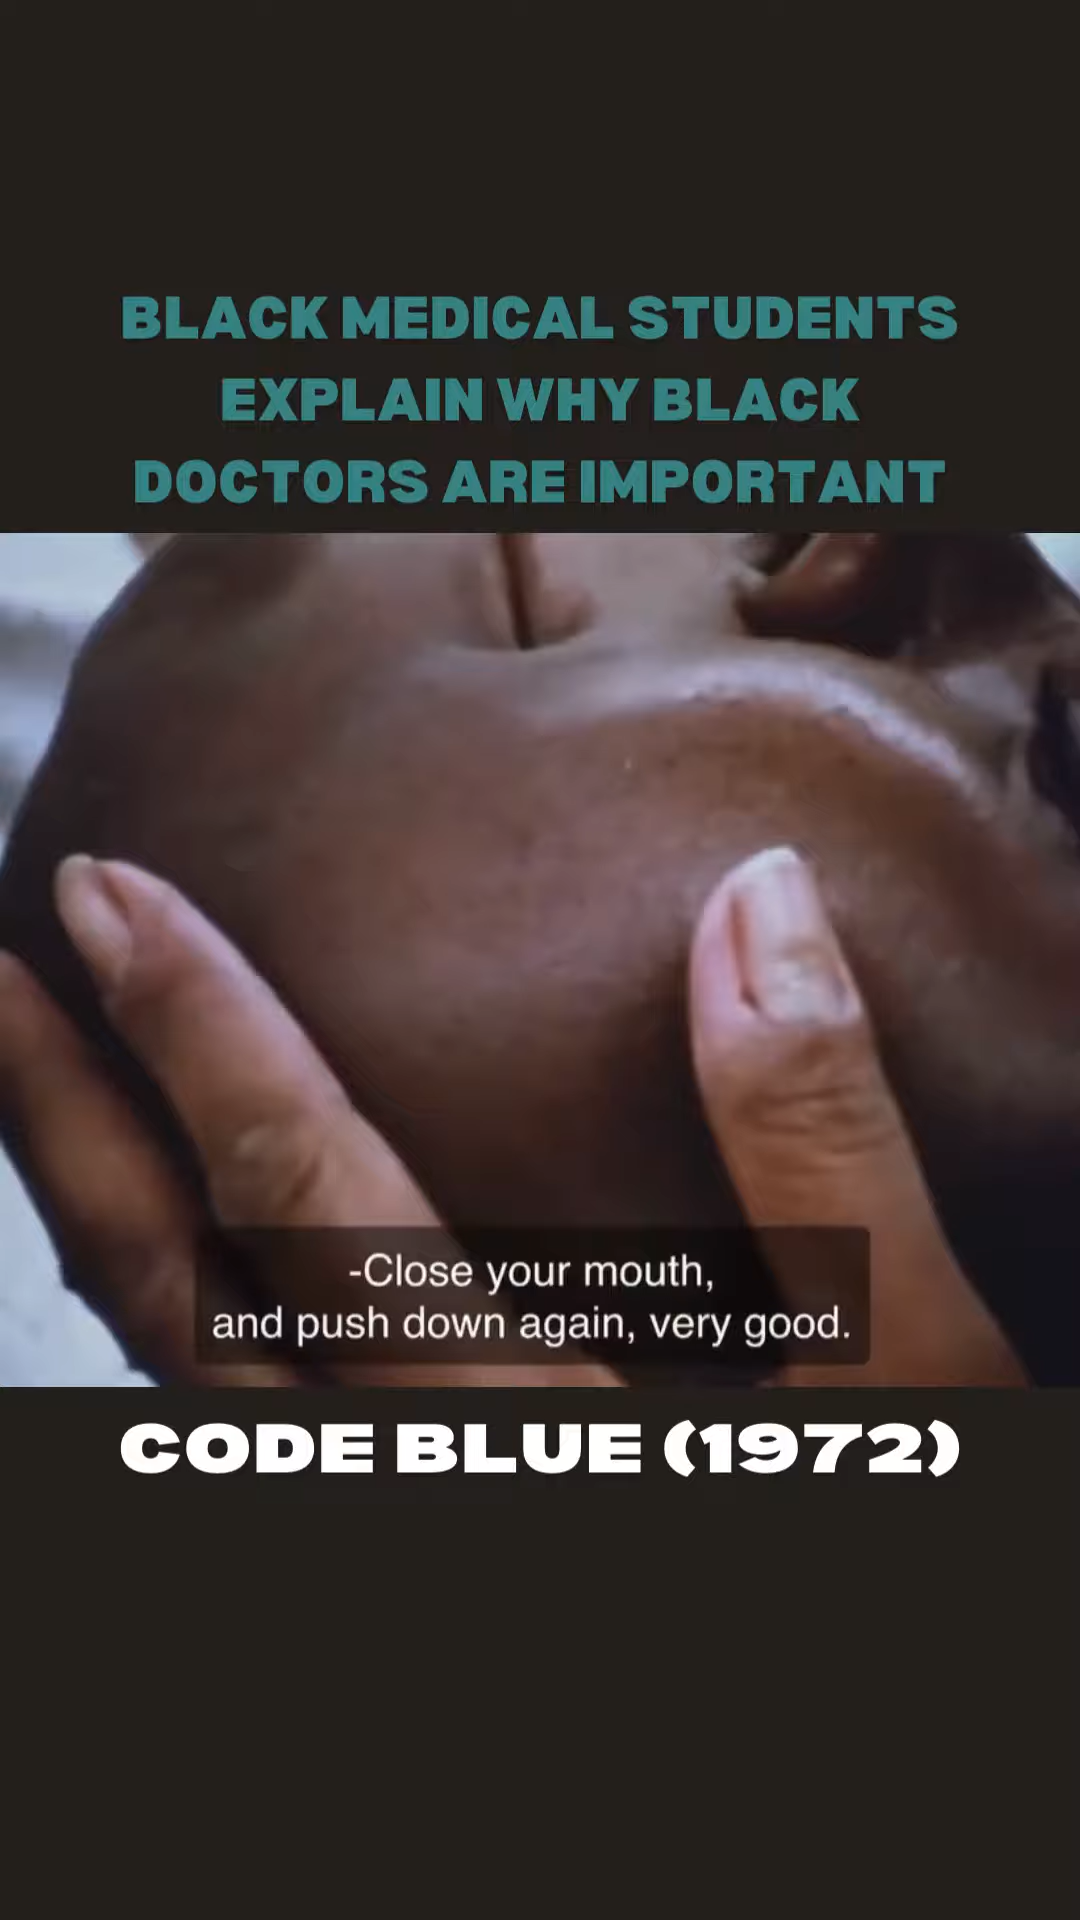 BLACK MEDICAL STUDENTS
EXPLAIN WHY BLACK
DOCTORS ARE IMPORTANT
-Close your mouth,
and push down again, very good.
CODE BLUE (1972)